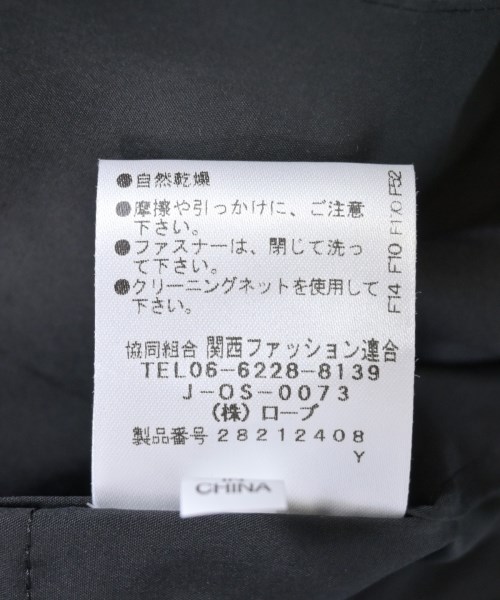 ●自然乾燥
●摩擦や引っかけに、ご注意
下さい。
●ファスナーは、閉じて洗っ
て下さい。
●クリーニングネットを使用して
下さい。
協同組合 関西ファッション連合
TEL06-6228-8139
J-OS-0073
(株)ロープ
製品番号 28212408
Y
CHINA
F14 F10 F110 F52